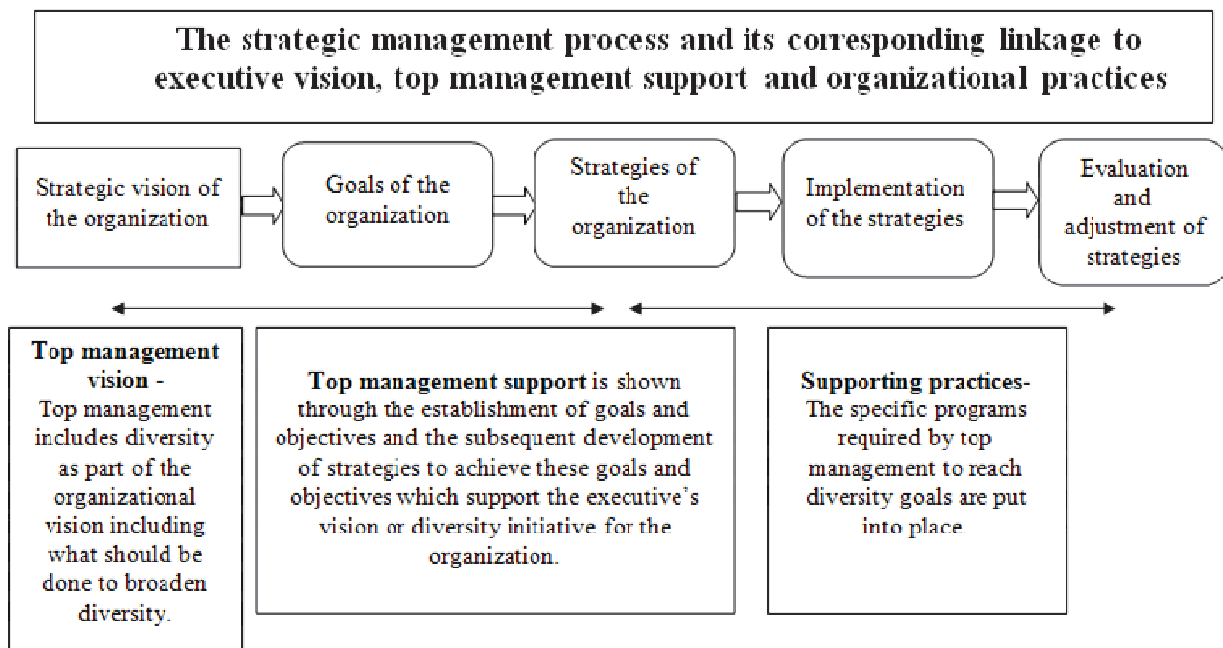 The strategic management process and its corresponding linkage to
executive vision, top management support and organizational practices
Strategic vision of
the organization
Goals of the
organization
Strategies of
the
organization
Implementation
of the strategies
Evaluation
and
adjustment of
strategies
Top management
vision -
Top management
includes diversity
as part of the
organizational
vision including
what should be
done to broaden
diversity.
Top management support is shown
through the establishment of goals and
objectives and the subsequent development
of strategies to achieve these goals and
objectives which support the executive's
vision or diversity initiative for the
organization.
Supporting practices-
The specific programs
required by top
management to reach
diversity goals are put
into place.